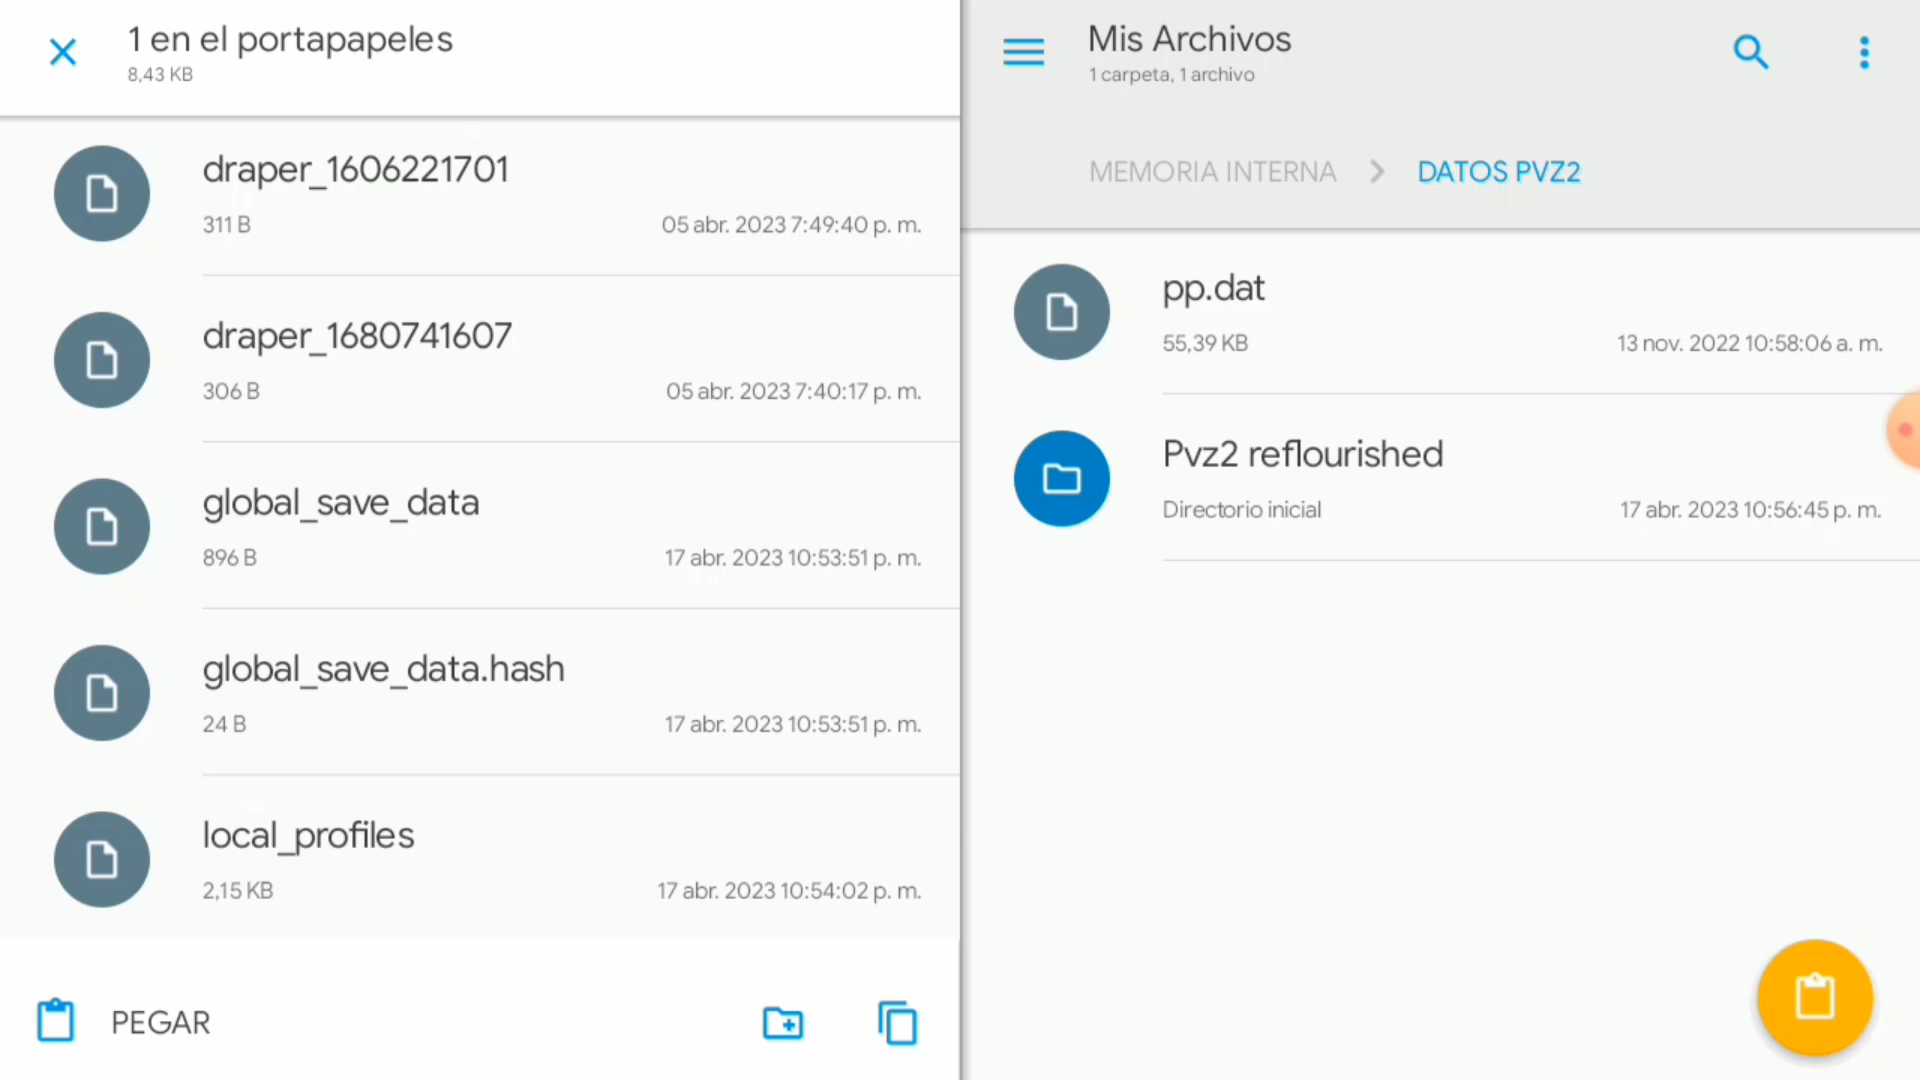 1 en el portapapeles
8,43 KB
draper_1606221701
311 B
05 abr. 2023 7:49:40 p. m.
draper_1680741607
306 B
05 abr. 2023 7:40:17 p. m.
global_save_data
896 B
17 abr. 2023 10:53:51 p. m.
global_save_data.hash
24 B
17 abr. 2023 10:53:51 p. m.
local_profiles
2,15 KB
17 abr. 2023 10:54:02 p. m.
PEGAR
Mis Archivos
1 carpeta, 1 archivo
MEMORIA INTERNA
DATOS PVZ2
pp.dat
55,39 KB
13 nov. 2022 10:58:06 a. m.
Pvz2 reflourished
Directorio inicial
17 abr. 2023 10:56:45 p. m.